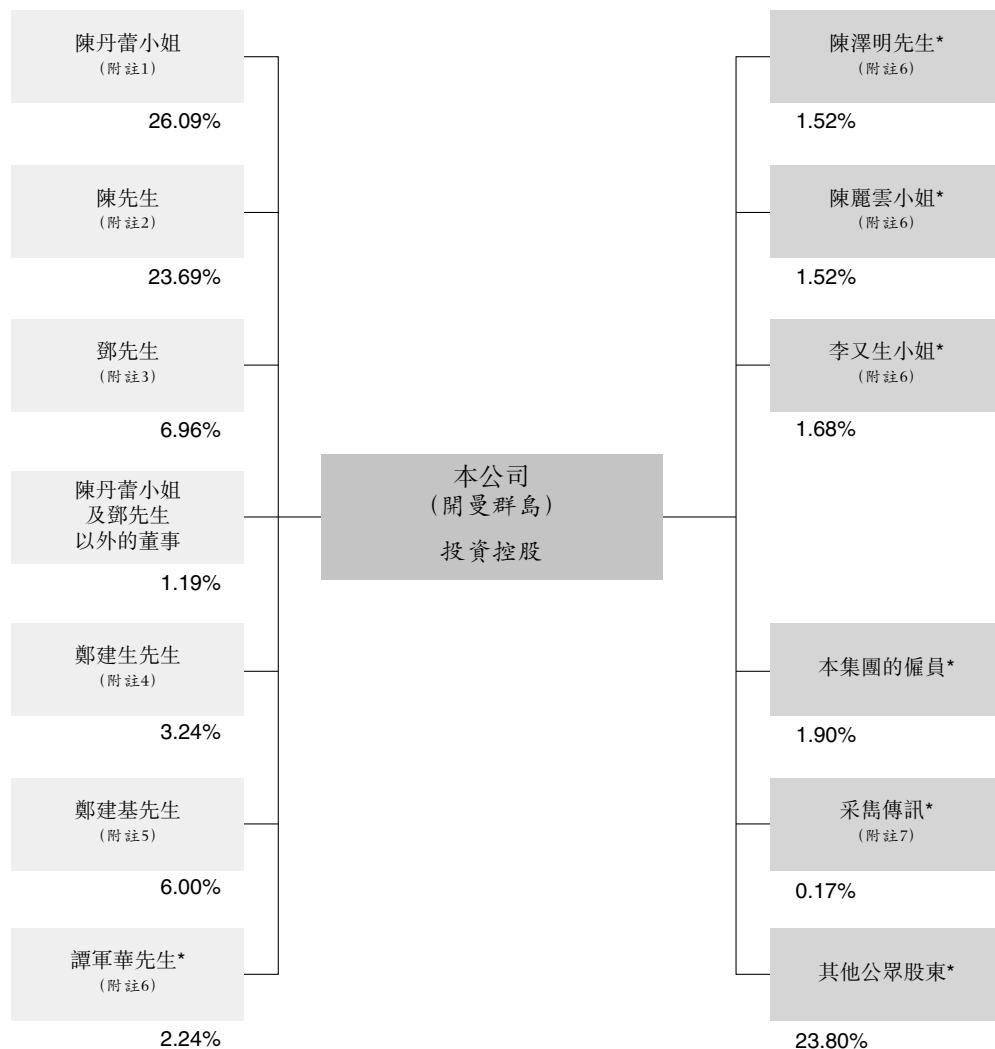 陳丹蕾小姐
(附註1)
26.09%
陳先生
(附註2)
23.69%
鄧先生
(附註3)
6.96%
陳丹蕾小姐
及鄧先生
以外的董事
1.19%
鄭建生先生
(附註4)
3.24%
鄭建基先生
(附註5)
6.00%
譚軍華先生*
(附註6)
2.24%
本公司
(開曼群島)
投資控股
陳澤明先生*
(附註6)
1.52%
陳麗雲小姐*
(附註6)
1.52%
李又生小姐*
(附註6)
1.68%
本集團的僱員*
1.90%
采雋傳訊*
(附註7)
0.17%
其他公眾股東*
23.80%